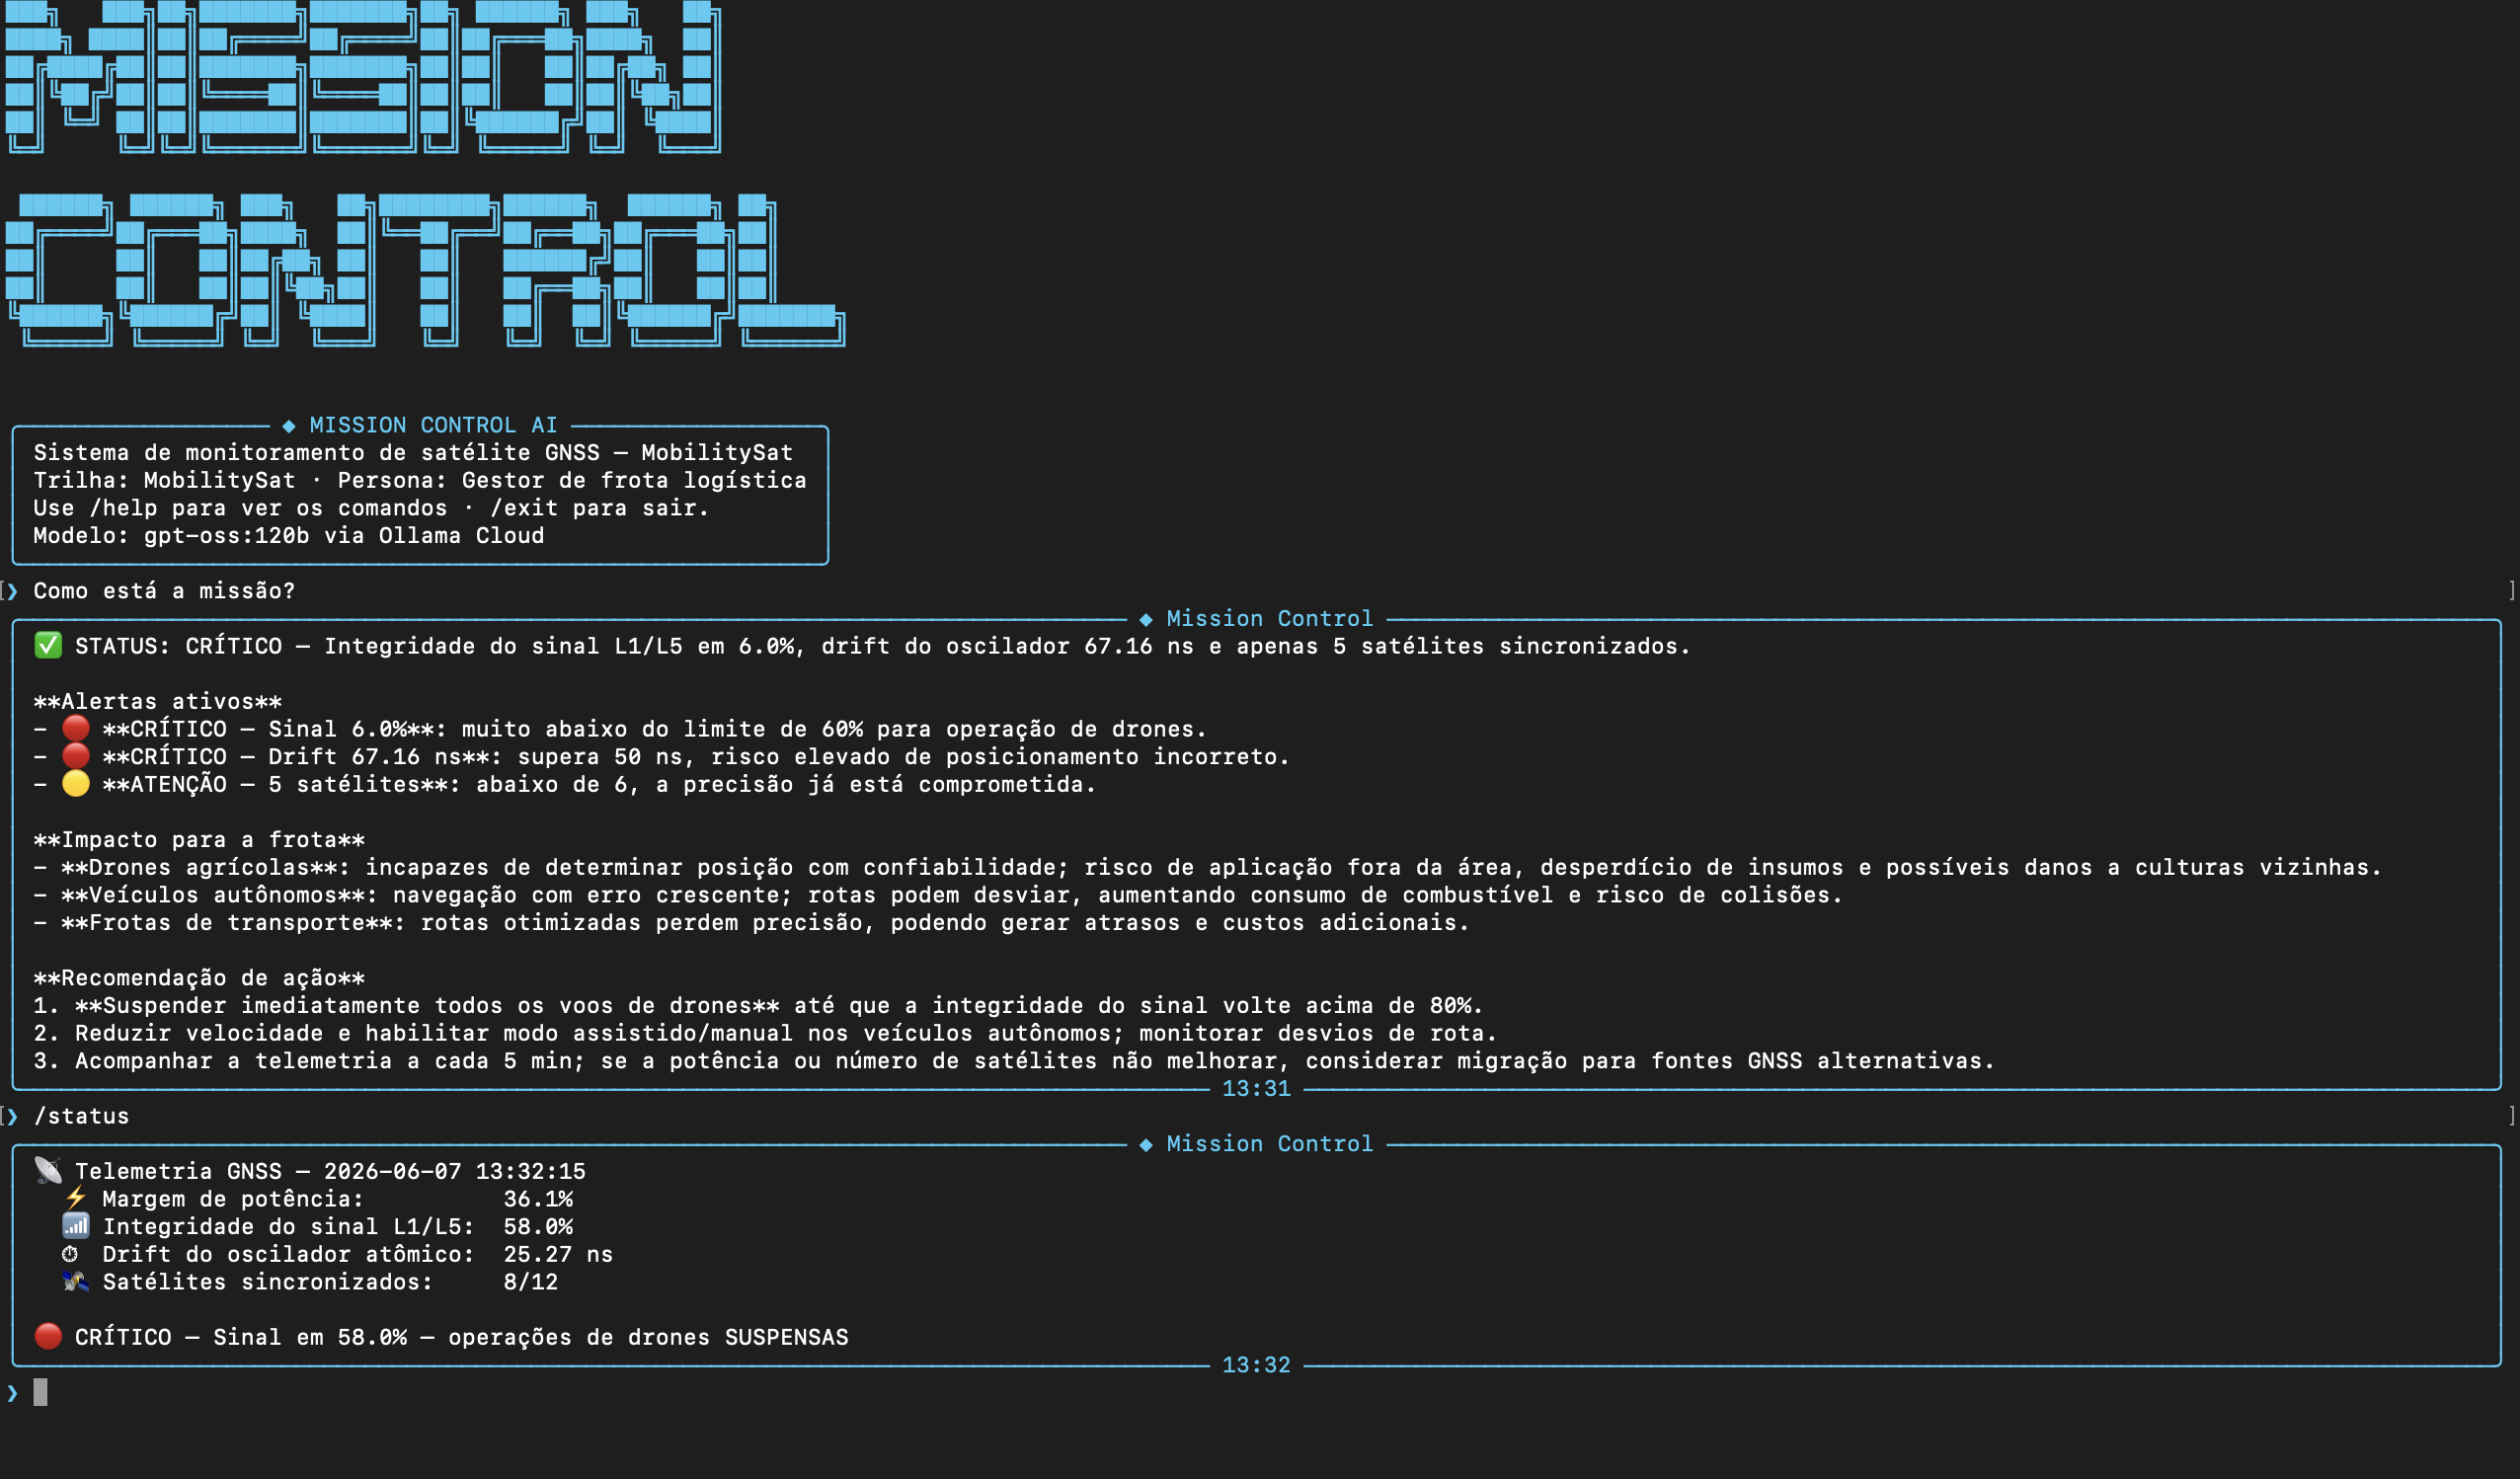 MISSION
CONTROL
◆ MISSION CONTROL AI
Sistema de monitoramento de satélite GNSS — MobilitySat
Trilha: MobilitySat · Persona: Gestor de frota logística
Use /help para ver os comandos · /exit para sair.
Modelo: gpt-oss:120b via Ollama Cloud
[❯ Como está a missão? ]
◆ Mission Control
✅ STATUS: CRÍTICO — Integridade do sinal L1/L5 em 6.0%, drift do oscilador 67.16 ns e apenas 5 satélites sincronizados.
**Alertas ativos**
- 🔴 **CRÍTICO — Sinal 6.0%**: muito abaixo do limite de 60% para operação de drones.
- 🔴 **CRÍTICO — Drift 67.16 ns**: supera 50 ns, risco elevado de posicionamento incorreto.
- 🟡 **ATENÇÃO — 5 satélites**: abaixo de 6, a precisão já está comprometida.
**Impacto para a frota**
- **Drones agrícolas**: incapazes de determinar posição com confiabilidade; risco de aplicação fora da área, desperdício de insumos e possíveis danos a culturas vizinhas.
- **Veículos autônomos**: navegação com erro crescente; rotas podem desviar, aumentando consumo de combustível e risco de colisões.
- **Frotas de transporte**: rotas otimizadas perdem precisão, podendo gerar atrasos e custos adicionais.
**Recomendação de ação**
1. **Suspender imediatamente todos os voos de drones** até que a integridade do sinal volte acima de 80%.
2. Reduzir velocidade e habilitar modo assistido/manual nos veículos autônomos; monitorar desvios de rota.
3. Acompanhar a telemetria a cada 5 min; se a potência ou número de satélites não melhorar, considerar migração para fontes GNSS alternativas.
13:31
[❯ /status ]
◆ Mission Control
📡 Telemetria GNSS — 2026-06-07 13:32:15
⚡ Margem de potência: 36.1%
📶 Integridade do sinal L1/L5: 58.0%
⏱ Drift do oscilador atômico: 25.27 ns
🛰 Satélites sincronizados: 8/12
🔴 CRÍTICO — Sinal em 58.0% — operações de drones SUSPENSAS
13:32
❯